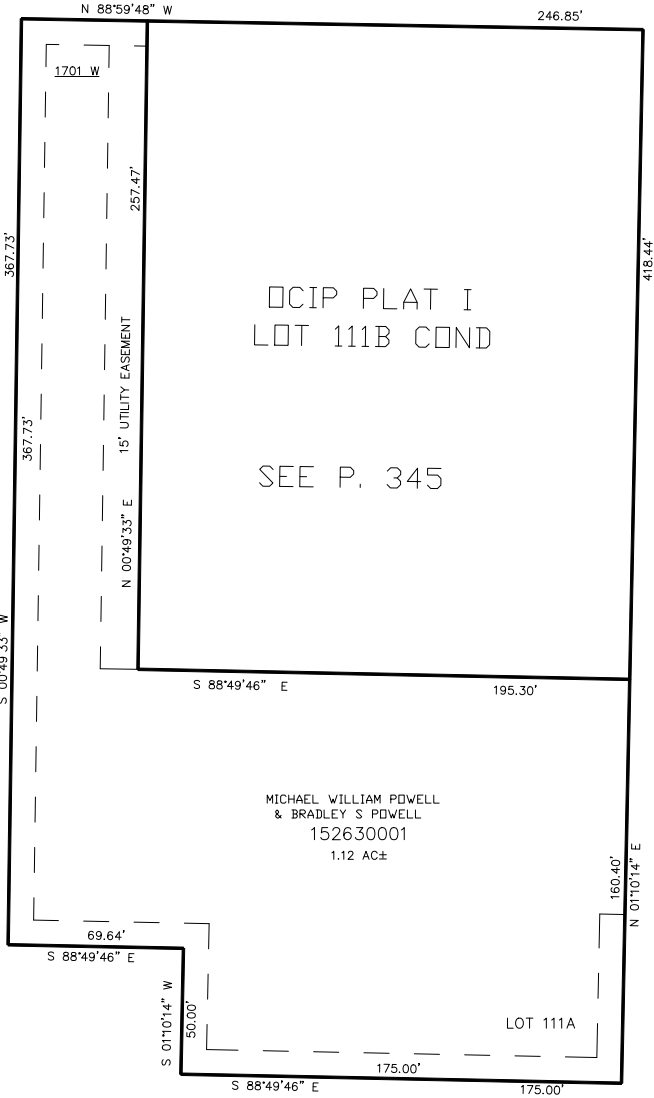 N 88°59'48" W
246.85'
1701 W
257.47'
367.73'
418.44'
OCIP PLAT I
LOT 111B COND
15' UTILITY EASEMENT
367.73'
SEE P. 345
N 00°49'33" E
S 00°49'33" W
S 88°49'46" E
195.30'
MICHAEL WILLIAM POWELL
& BRADLEY S POWELL
152630001
1.12 AC±
160.40'
N 01°10'14" E
69.64'
S 88°49'46" E
S 01°10'14" W
50.00'
LOT 111A
175.00'
S 88°49'46" E
175.00'